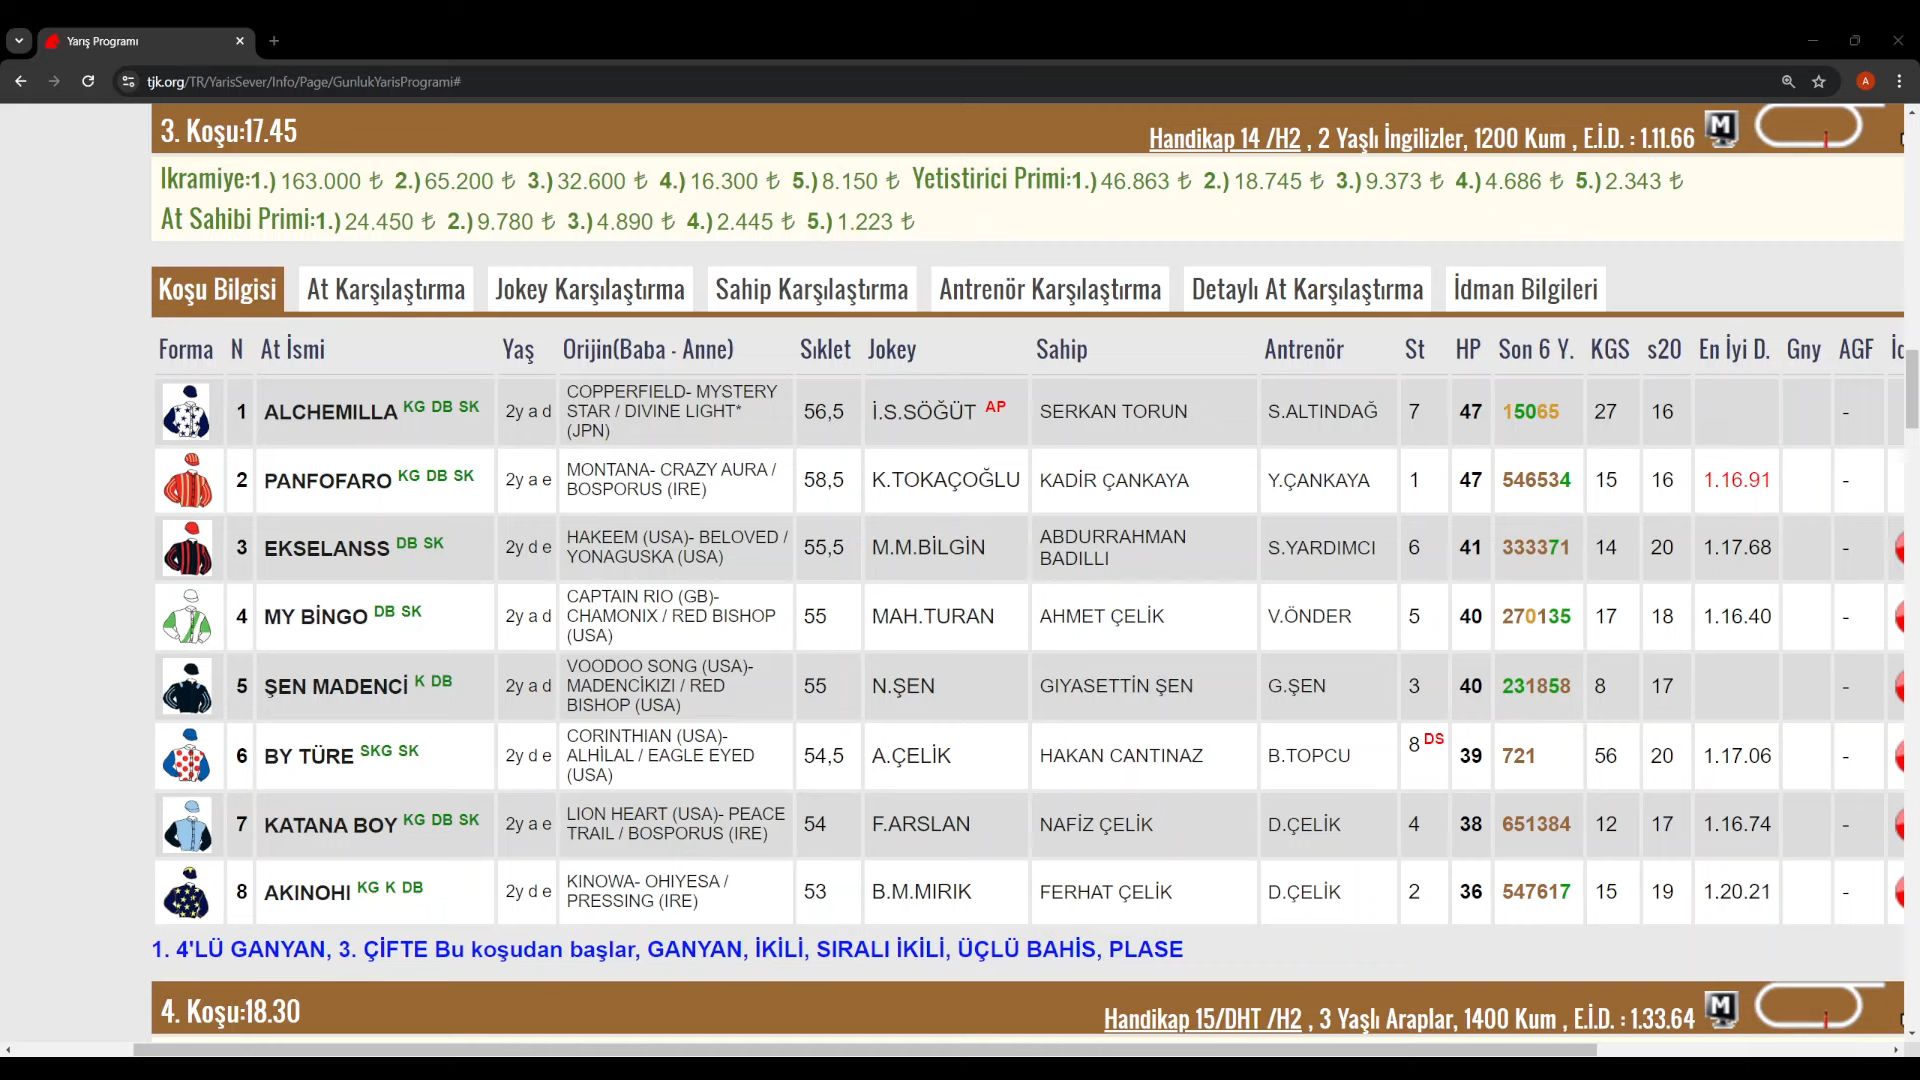 Yarış Programı
tjk.org/TR/YarisSever/Info/Page/GunlukYarisProgrami#
A
3. Koşu:17.45 Handikap 14 /H2 , 2 Yaşlı İngilizler, 1200 Kum , E.İ.D. : 1.11.66 M
Ikramiye:1.) 163.000 ₺ 2.) 65.200 ₺ 3.) 32.600 ₺ 4.) 16.300 ₺ 5.) 8.150 ₺ Yetistirici Primi:1.) 46.863 ₺ 2.) 18.745 ₺ 3.) 9.373 ₺ 4.) 4.686 ₺ 5.) 2.343 ₺
At Sahibi Primi:1.) 24.450 ₺ 2.) 9.780 ₺ 3.) 4.890 ₺ 4.) 2.445 ₺ 5.) 1.223 ₺
Koşu Bilgisi At Karşılaştırma Jokey Karşılaştırma Sahip Karşılaştırma Antrenör Karşılaştırma Detaylı At Karşılaştırma İdman Bilgileri
Forma N At İsmi Yaş Orijin(Baba - Anne) Sıklet Jokey Sahip Antrenör St HP Son 6 Y. KGS s20 En İyi D. Gny AGF
1 ALCHEMILLA KG DB SK 2y a d COPPERFIELD- MYSTERY STAR / DIVINE LIGHT* (JPN) 56,5 İ.S.SÖĞÜT AP SERKAN TORUN S.ALTINDAĞ 7 47 15065 27 16 -
2 PANFOFARO KG DB SK 2y a e MONTANA- CRAZY AURA / BOSPORUS (IRE) 58,5 K.TOKAÇOĞLU KADİR ÇANKAYA Y.ÇANKAYA 1 47 546534 15 16 1.16.91 -
3 EKSELANSS DB SK 2y d e HAKEEM (USA)- BELOVED / YONAGUSKA (USA) 55,5 M.M.BİLGİN ABDURRAHMAN BADILLI S.YARDIMCI 6 41 333371 14 20 1.17.68 -
4 MY BİNGO DB SK 2y a d CAPTAIN RIO (GB)- CHAMONIX / RED BISHOP (USA) 55 MAH.TURAN AHMET ÇELİK V.ÖNDER 5 40 270135 17 18 1.16.40 -
5 ŞEN MADENCİ K DB 2y a d VOODOO SONG (USA)- MADENCİKIZI / RED BISHOP (USA) 55 N.ŞEN GIYASETTİN ŞEN G.ŞEN 3 40 231858 8 17 -
6 BY TÜRE SKG SK 2y d e CORINTHIAN (USA)- ALHİLAL / EAGLE EYED (USA) 54,5 A.ÇELİK HAKAN CANTINAZ B.TOPCU 8 DS 39 721 56 20 1.17.06 -
7 KATANA BOY KG DB SK 2y a e LION HEART (USA)- PEACE TRAIL / BOSPORUS (IRE) 54 F.ARSLAN NAFİZ ÇELİK D.ÇELİK 4 38 651384 12 17 1.16.74 -
8 AKINOHI KG K DB 2y d e KINOWA- OHIYESA / PRESSING (IRE) 53 B.M.MIRIK FERHAT ÇELİK D.ÇELİK 2 36 547617 15 19 1.20.21 -
1. 4'LÜ GANYAN, 3. ÇİFTE Bu koşudan başlar, GANYAN, İKİLİ, SIRALI İKİLİ, ÜÇLÜ BAHİS, PLASE
4. Koşu:18.30 Handikap 15/DHT /H2 , 3 Yaşlı Araplar, 1400 Kum , E.İ.D. : 1.33.64 M